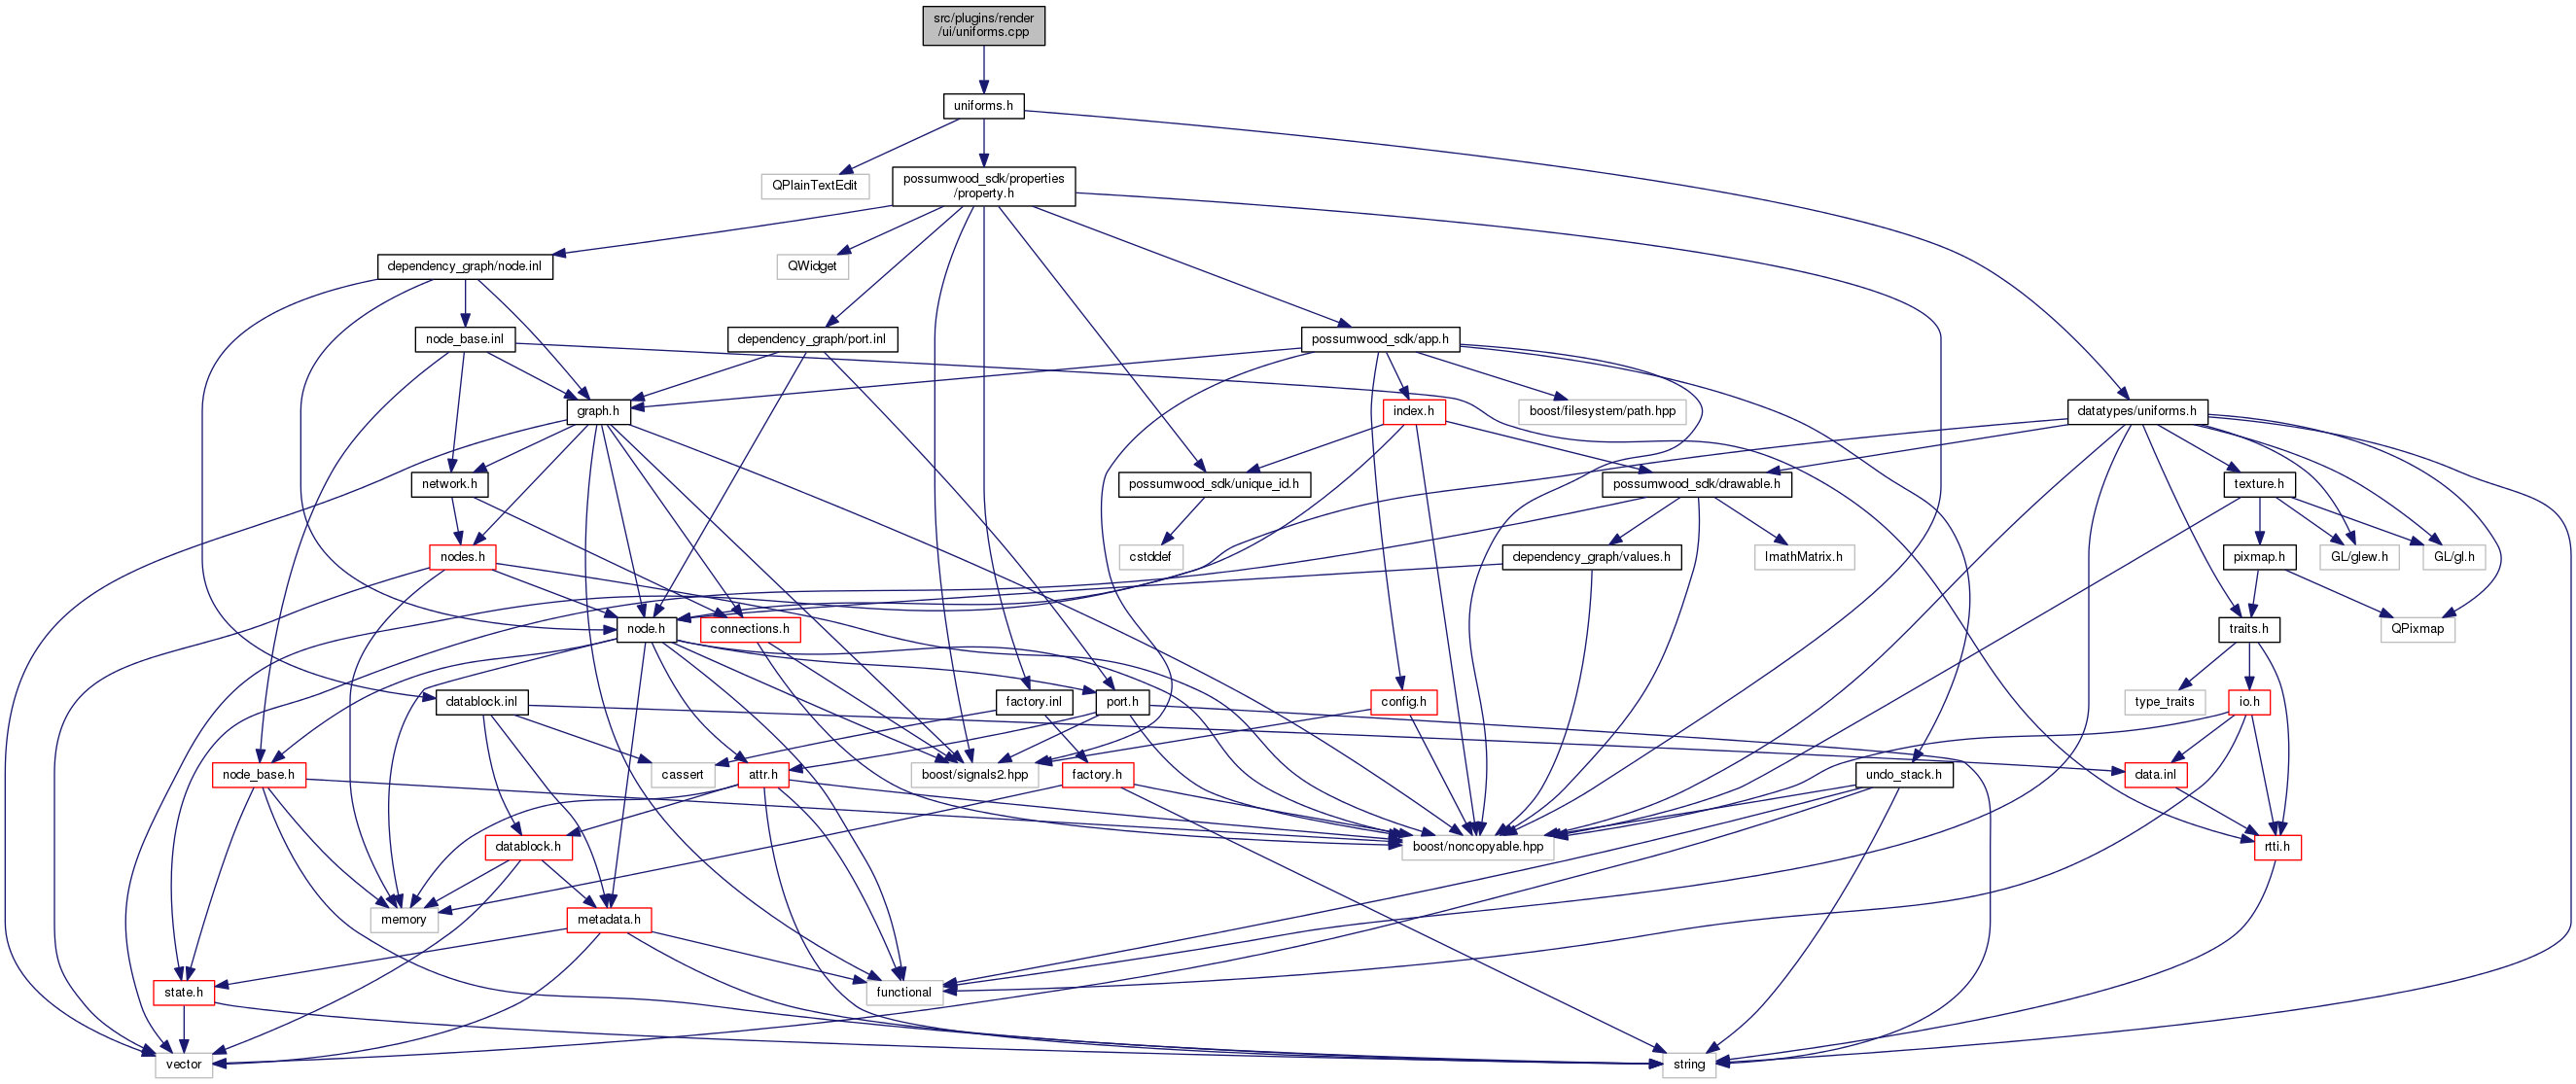 src/plugins/render
/ui/uniforms.cpp
uniforms.h
QPlainTextEdit
possumwood_sdk/properties
/property.h
dependency_graph/node.inl
QWidget
node_base.inl
dependency_graph/port.inl
possumwood_sdk/app.h
graph.h
index.h
boost/filesystem/path.hpp
datatypes/uniforms.h
network.h
possumwood_sdk/unique_id.h
possumwood_sdk/drawable.h
texture.h
nodes.h
cstddef
dependency_graph/values.h
ImathMatrix.h
pixmap.h
GL/glew.h
GL/gl.h
node.h
connections.h
traits.h
QPixmap
datablock.inl
factory.inl
port.h
config.h
type_traits
io.h
node_base.h
cassert
attr.h
boost/signals2.hpp
factory.h
undo_stack.h
data.inl
datablock.h
boost/noncopyable.hpp
rtti.h
memory
metadata.h
state.h
functional
vector
string